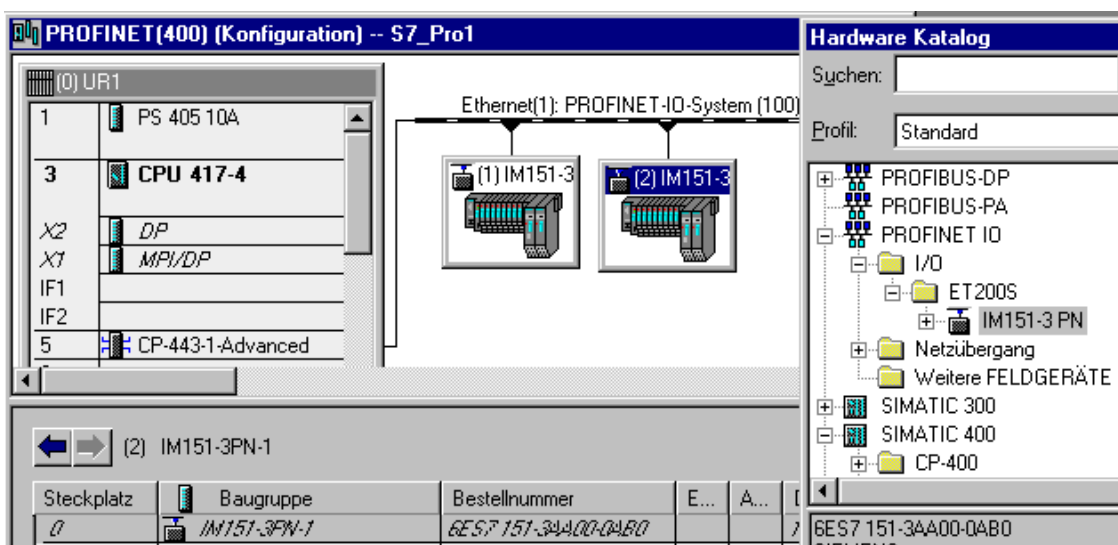 PROFINET(400) (Konfiguration) -- S7_Pro1
(0) UR1
1 PS 405 10A
3 CPU 417-4
X2 DP
X1 MPI/DP
IF1
IF2
5 CP-443-1-Advanced
Ethernet(1): PROFINET-IO-System (100)
(1) IM151-3
(2) IM151-3
(2) IM151-3PN-1
Steckplatz Baugruppe Bestellnummer E... A...
0 IM151-3PN-1 6ES7 151-3AA00-0AB0
Hardware Katalog
Suchen:
Profil: Standard
PROFIBUS-DP
PROFIBUS-PA
PROFINET IO
I/O
ET200S
IM151-3 PN
Netzübergang
Weitere FELDGERÄTE
SIMATIC 300
SIMATIC 400
CP-400
6ES7 151-3AA00-0AB0